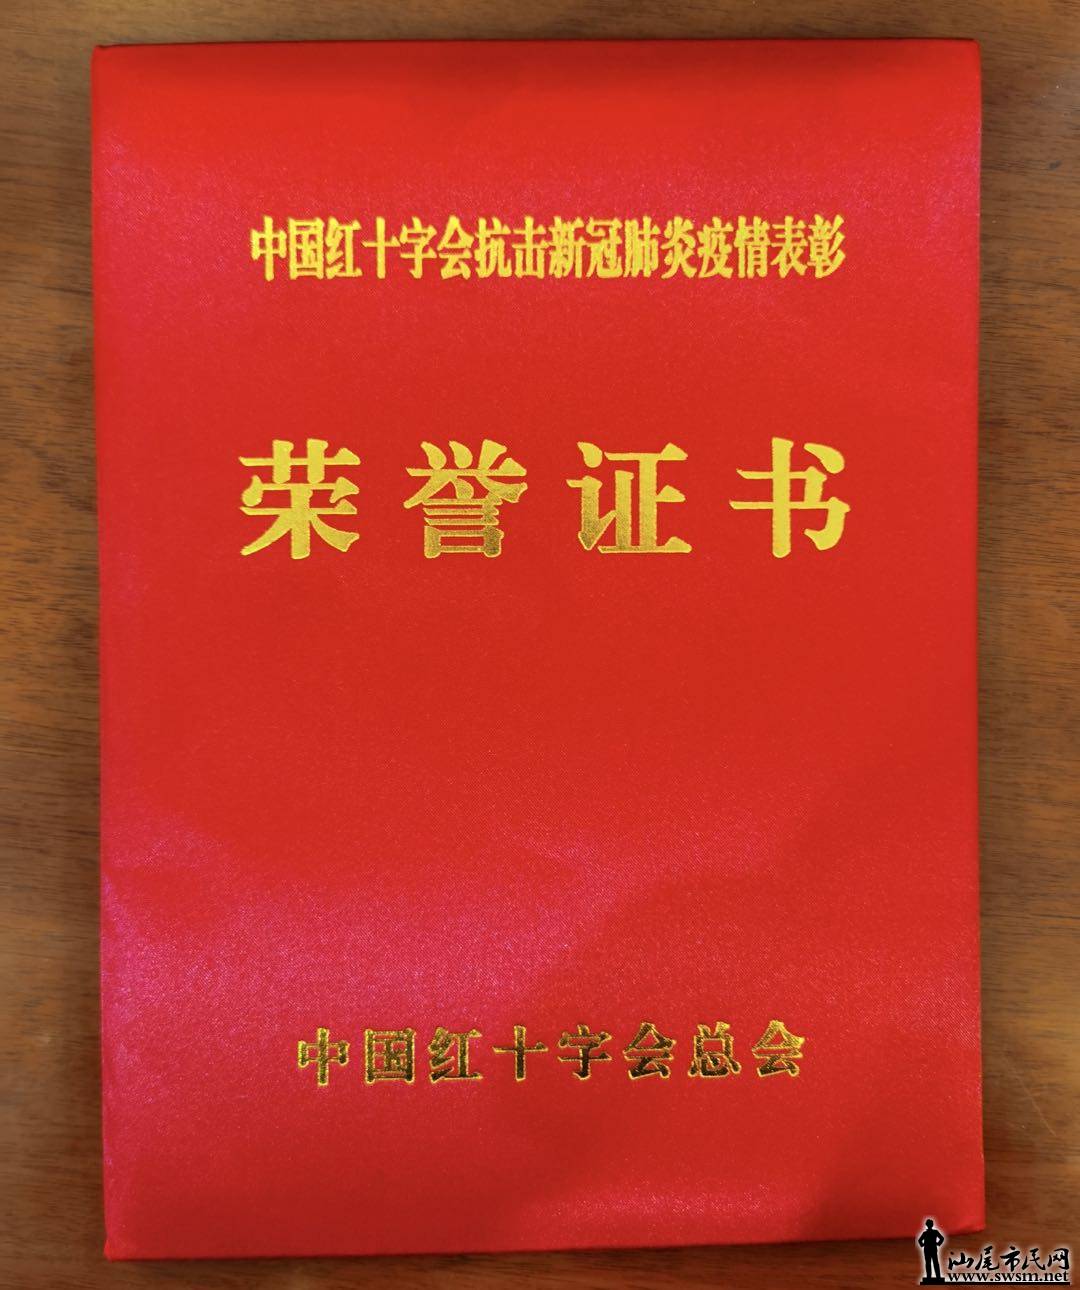 中国红十字会抗击新冠肺炎疫情表彰
荣誉证书
中国红十字会总会
汕尾市民网
www.swsm.net